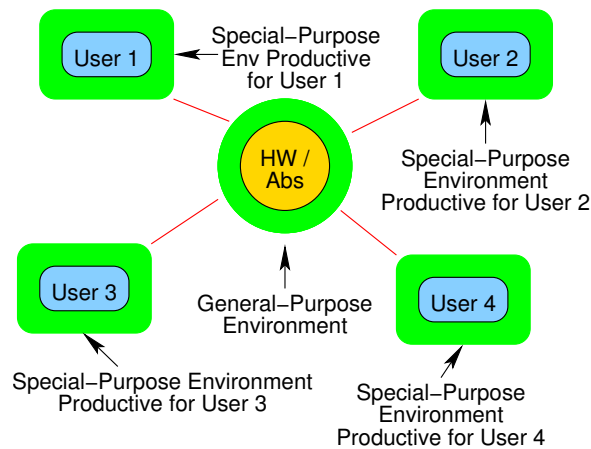 User 1
Special−Purpose
Env Productive
for User 1
User 2
Special−Purpose
Environment
Productive for User 2
HW /
Abs
General−Purpose
Environment
User 3
Special−Purpose Environment
Productive for User 3
User 4
Special−Purpose
Environment
Productive for User 4